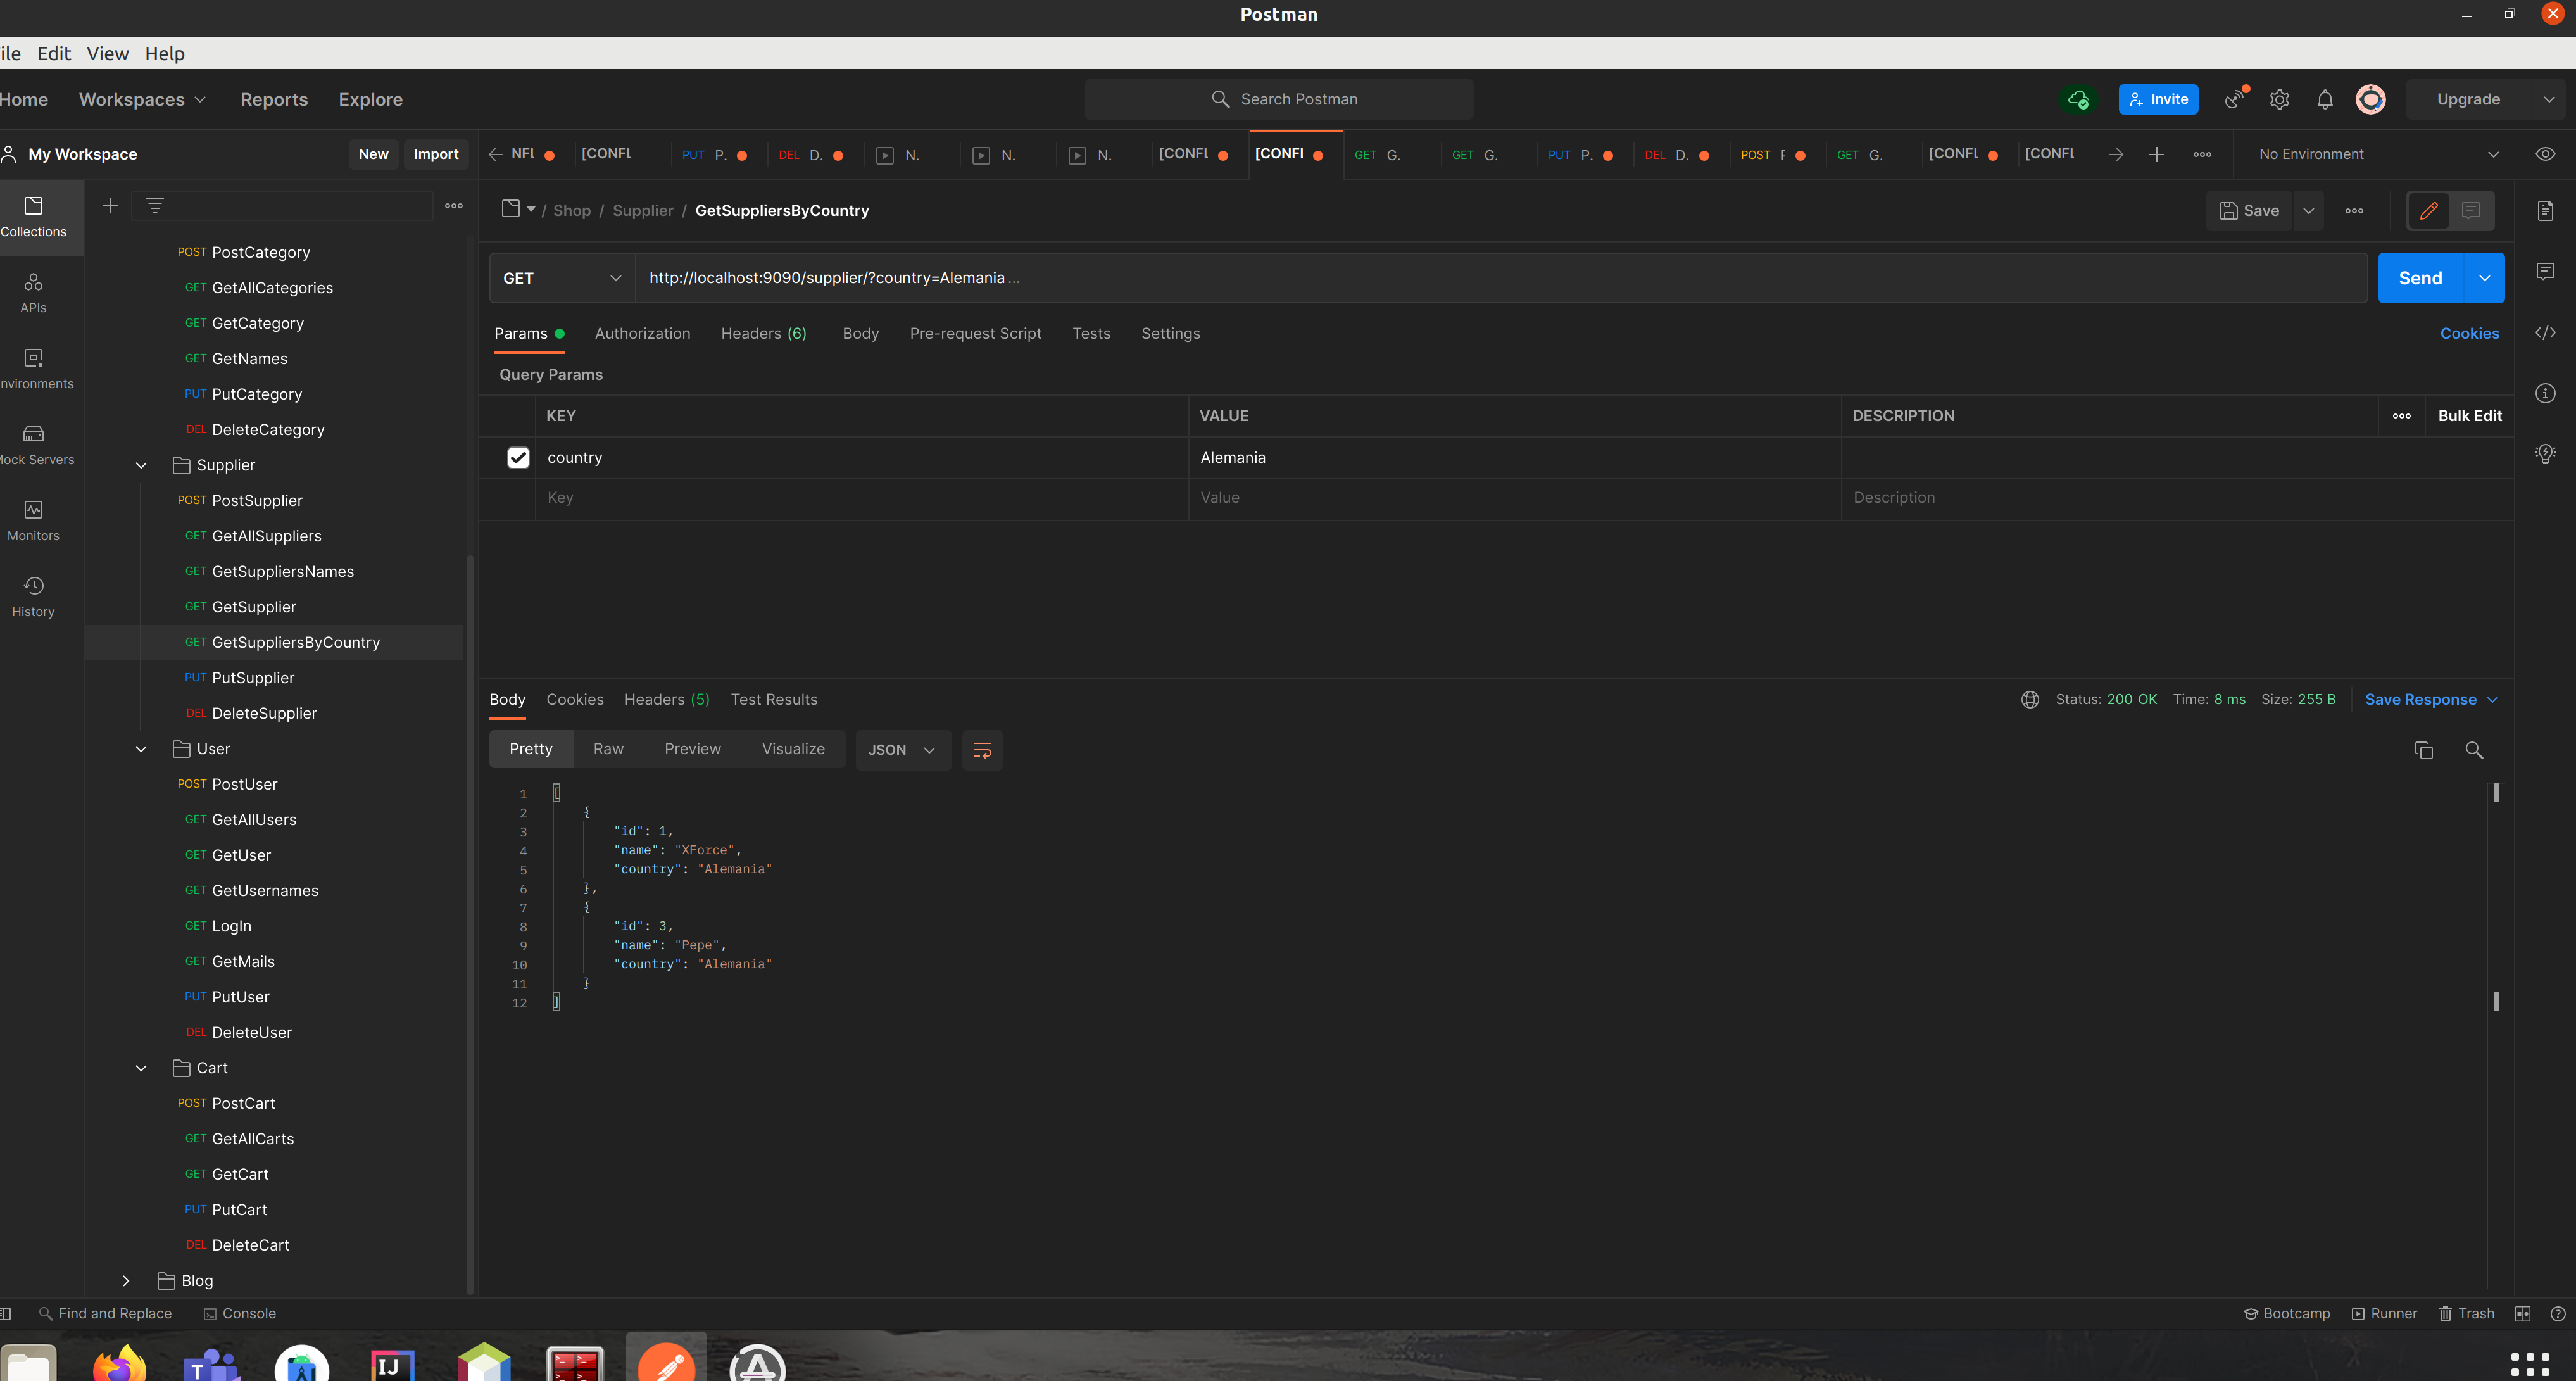 Postman
ile Edit View Help
Home Workspaces Reports Explore Search Postman Invite Upgrade
My Workspace New Import NFL [CONFL PUT P. DEL D. N. N. N. [CONFL [CONFI GET G. GET G. PUT P. DEL D. POST F GET G. [CONFL [CONFL No Environment
Collections
APIs
nvironments
Mock Servers
Monitors
History
POST PostCategory
GET GetAllCategories
GET GetCategory
GET GetNames
PUT PutCategory
DEL DeleteCategory
Supplier
POST PostSupplier
GET GetAllSuppliers
GET GetSuppliersNames
GET GetSupplier
GET GetSuppliersByCountry
PUT PutSupplier
DEL DeleteSupplier
User
POST PostUser
GET GetAllUsers
GET GetUser
GET GetUsernames
GET LogIn
GET GetMails
PUT PutUser
DEL DeleteUser
Cart
POST PostCart
GET GetAllCarts
GET GetCart
PUT PutCart
DEL DeleteCart
Blog
/ Shop / Supplier / GetSuppliersByCountry Save
GET http://localhost:9090/supplier/?country=Alemania ... Send
Params Authorization Headers (6) Body Pre-request Script Tests Settings Cookies
Query Params
KEY VALUE DESCRIPTION Bulk Edit
country Alemania
Key Value Description
Body Cookies Headers (5) Test Results Status: 200 OK Time: 8 ms Size: 255 B Save Response
Pretty Raw Preview Visualize JSON
1 [
2 {
3 "id": 1,
4 "name": "XForce",
5 "country": "Alemania"
6 },
7 {
8 "id": 3,
9 "name": "Pepe",
10 "country": "Alemania"
11 }
12 ]
Find and Replace Console Bootcamp Runner Trash
T IJ